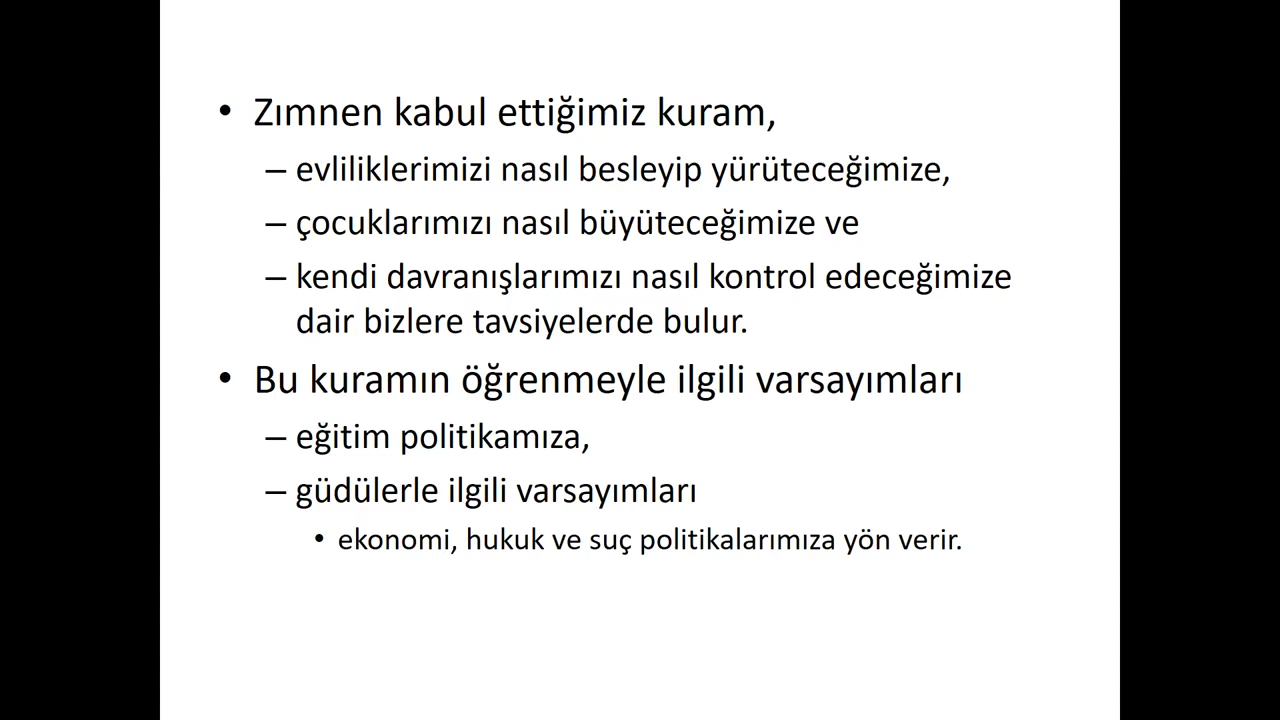 • Zımnen kabul ettiğimiz kuram,
– evliliklerimizi nasıl besleyip yürüteceğimize,
– çocuklarımızı nasıl büyüteceğimize ve
– kendi davranışlarımızı nasıl kontrol edeceğimize
dair bizlere tavsiyelerde bulur.
• Bu kuramın öğrenmeyle ilgili varsayımları
– eğitim politikamıza,
– güdülerle ilgili varsayımları
• ekonomi, hukuk ve suç politikalarımıza yön verir.